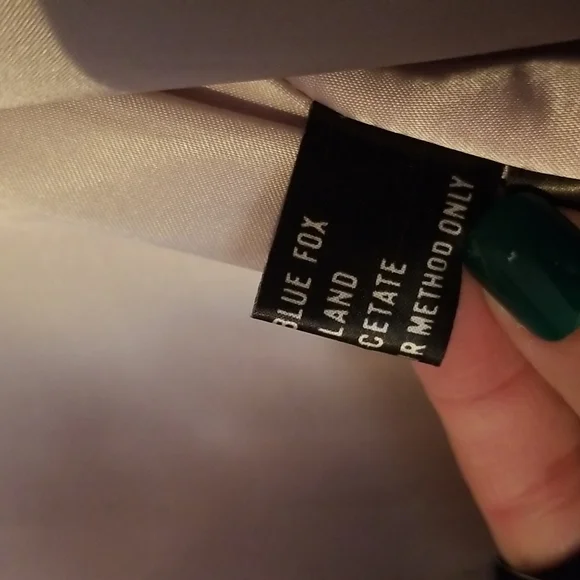 BLUE FOX
LAND
CETATE
R METHOD ONLY